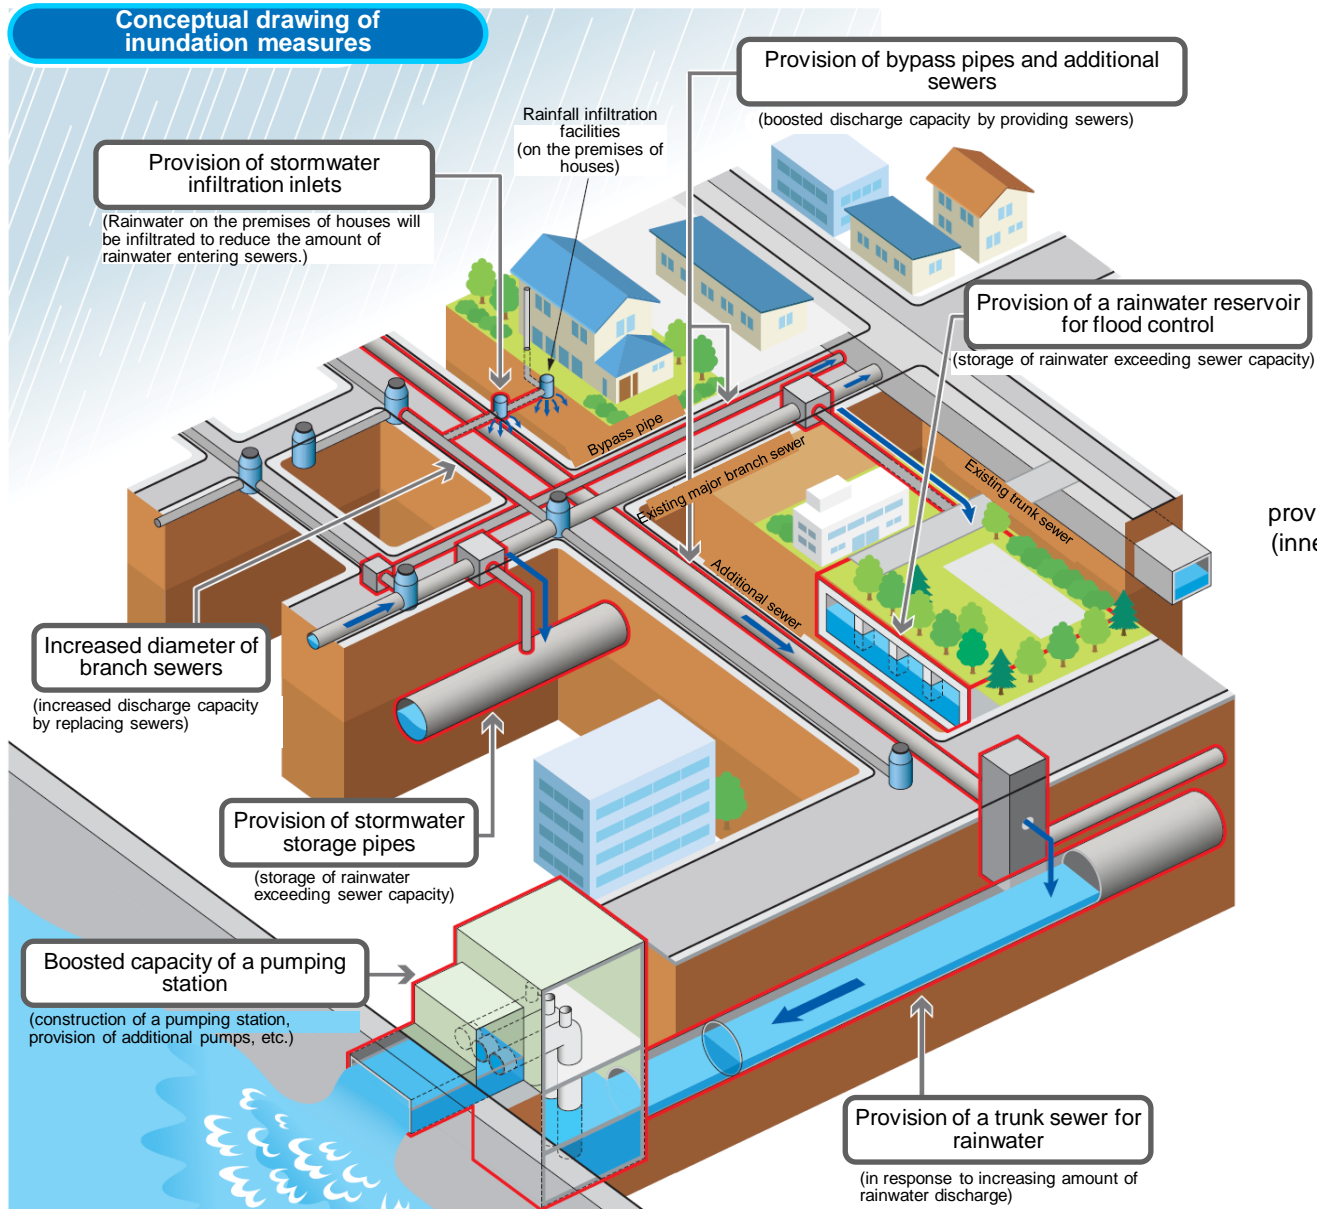 Conceptual drawing of
inundation measures
Provision of bypass pipes and additional
sewers
(boosted discharge capacity by providing sewers)
Rainfall infiltration
facilities
(on the premises of
houses)
Provision of stormwater
infiltration inlets
(Rainwater on the premises of houses will
be infiltrated to reduce the amount of
rainwater entering sewers.)
Provision of a rainwater reservoir
for flood control
(storage of rainwater exceeding sewer capacity)
Bypass pipe
Existing major branch sewer
Existing trunk sewer
prov
(inne
Additional sewer
Increased diameter of
branch sewers
(increased discharge capacity
by replacing sewers)
Provision of stormwater
storage pipes
(storage of rainwater
exceeding sewer capacity)
Boosted capacity of a pumping
station
(construction of a pumping station,
provision of additional pumps, etc.)
Provision of a trunk sewer for
rainwater
(in response to increasing amount of
rainwater discharge)